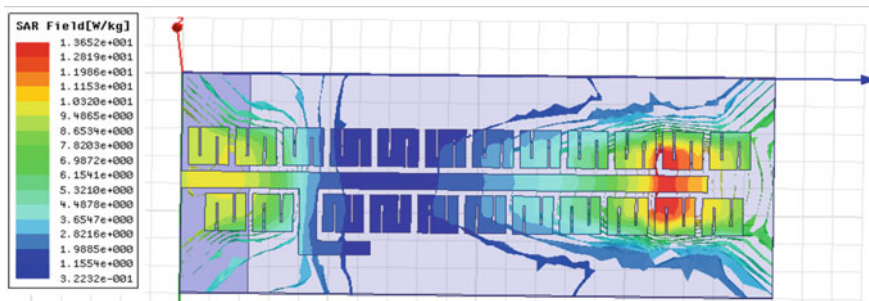 SAR Field[W/kg]
1.3652e+001
1.2819e+001
1.1986e+001
1.1153e+001
1.0320e+001
9.4865e+000
8.6534e+000
7.8203e+000
6.9872e+000
6.1541e+000
5.3210e+000
4.4878e+000
3.6547e+000
2.8216e+000
1.9885e+000
1.1554e+000
3.2232e-001